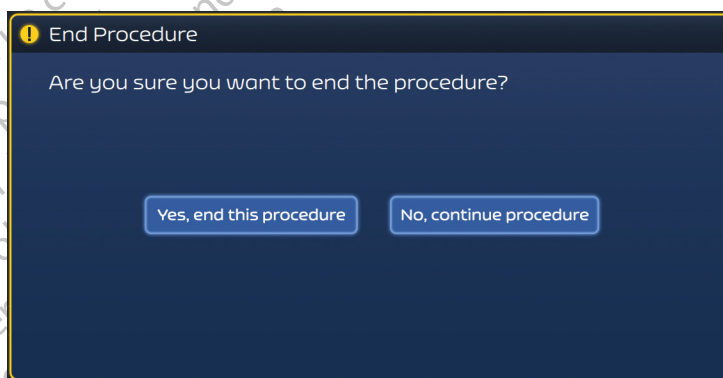 ! End Procedure
Are you sure you want to end the procedure?
Yes, end this procedure
No, continue procedure